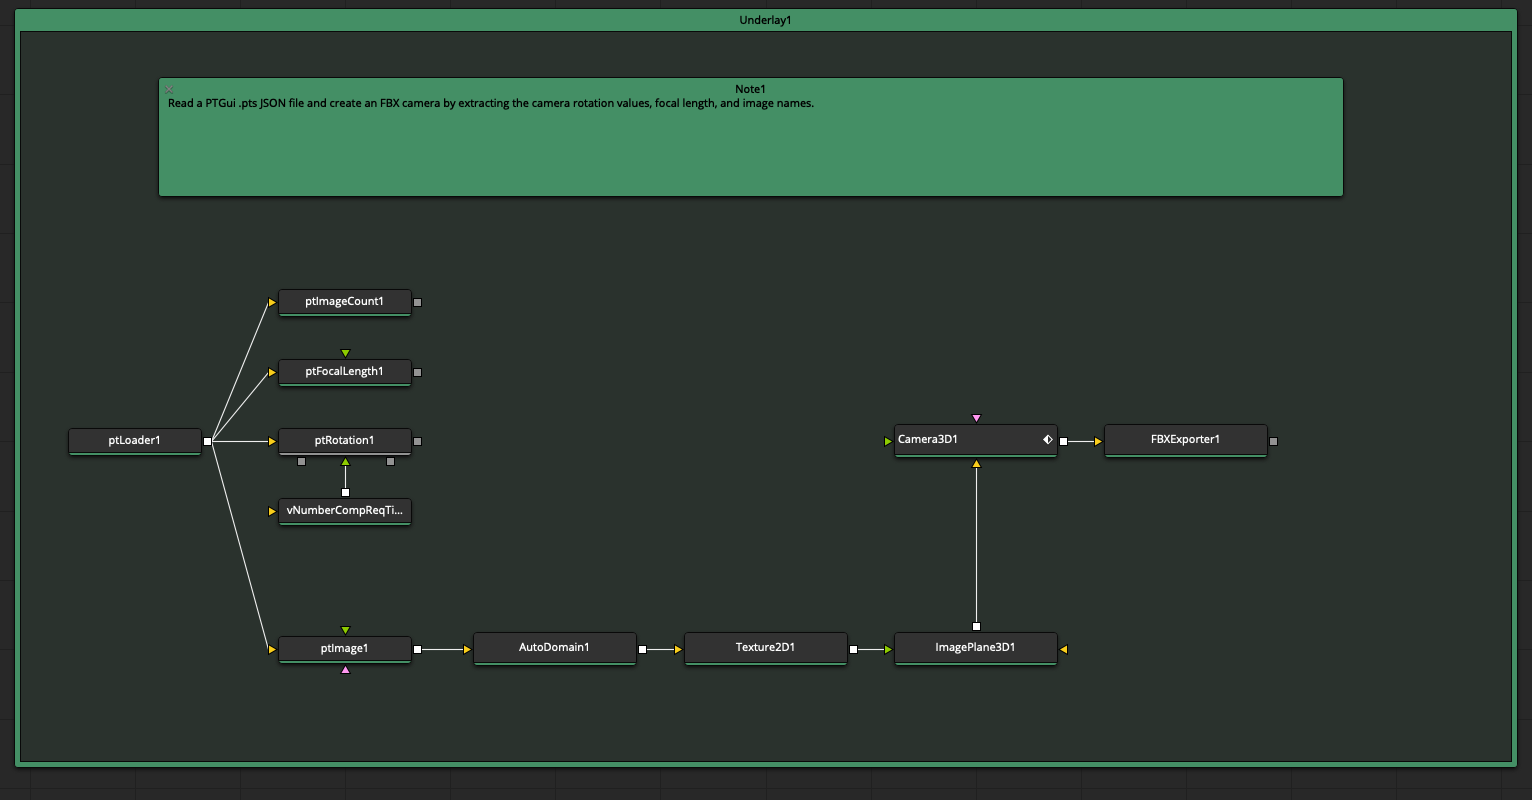 Underlay1
Note1
Read a PTGui .pts JSON file and create an FBX camera by extracting the camera rotation values, focal length, and image names.
ptImageCount1
ptFocalLength1
ptLoader1
ptRotation1
Camera3D1
FBXExporter1
vNumberCompReqTi...
ptImage1
AutoDomain1
Texture2D1
ImagePlane3D1